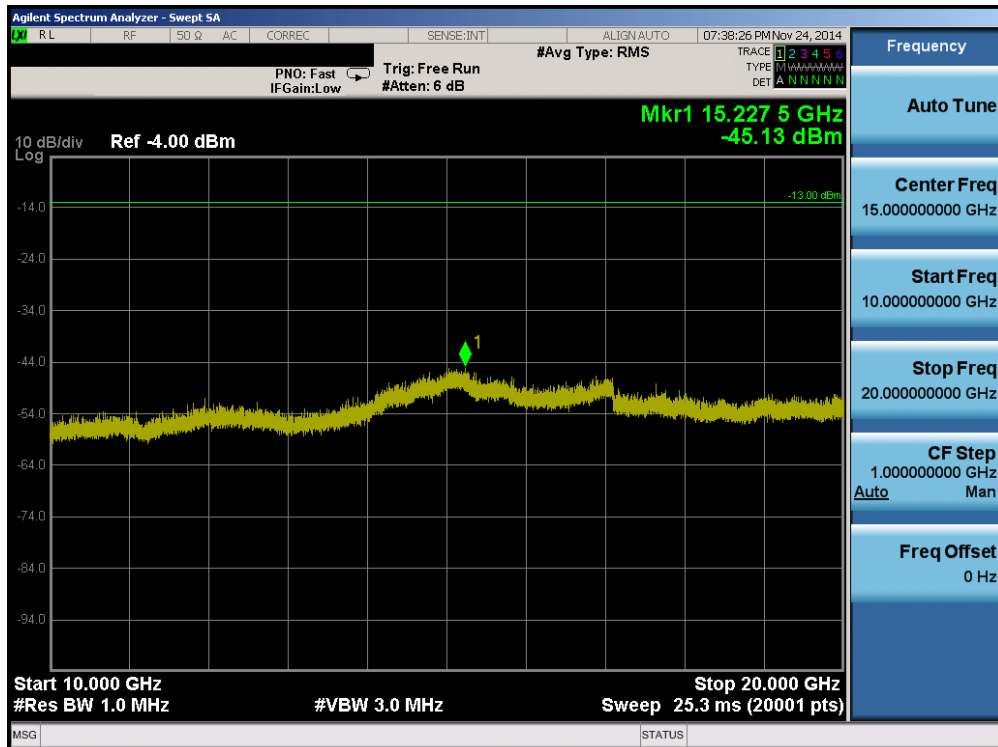 Agilent Spectrum Analyzer - Swept SA
LXI RL RF 50 Ω AC CORREC SENSE:INT ALIGN AUTO 07:38:26 PM Nov 24, 2014
#Avg Type: RMS
TRACE 1 2 3 4 5 6
TYPE M W W W W W
DET A N N N N N
PNO: Fast
IFGain:Low
Trig: Free Run
#Atten: 6 dB
Mkr1 15.227 5 GHz
-45.13 dBm
10 dB/div
Log
Ref -4.00 dBm
-13.00 dBm
-14.0
-24.0
-34.0
1
-44.0
-54.0
-64.0
-74.0
-84.0
-94.0
Start 10.000 GHz
Stop 20.000 GHz
#Res BW 1.0 MHz
#VBW 3.0 MHz
Sweep 25.3 ms (20001 pts)
MSG
STATUS
Frequency
Auto Tune
Center Freq
15.000000000 GHz
Start Freq
10.000000000 GHz
Stop Freq
20.000000000 GHz
CF Step
1.000000000 GHz
Auto Man
Freq Offset
0 Hz